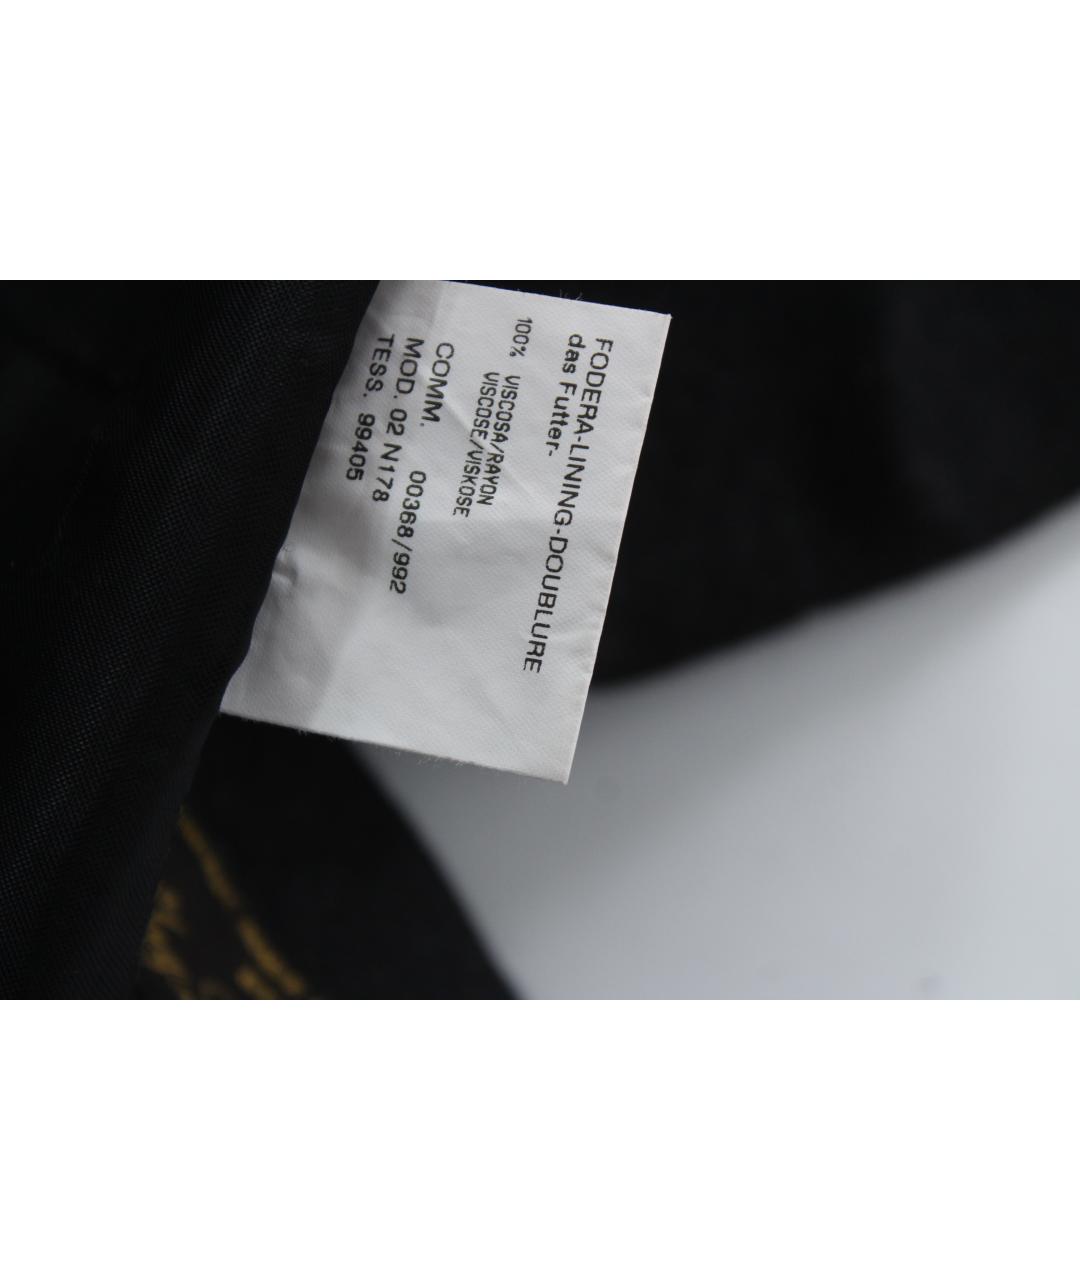 FODERA-LINING-DOUBLURE
das Futter-
100% VISCOSA/RAYON
VISCOSE/VISKOSE
COMM. 00368/992
MOD. 02 N178
TESS. 99405